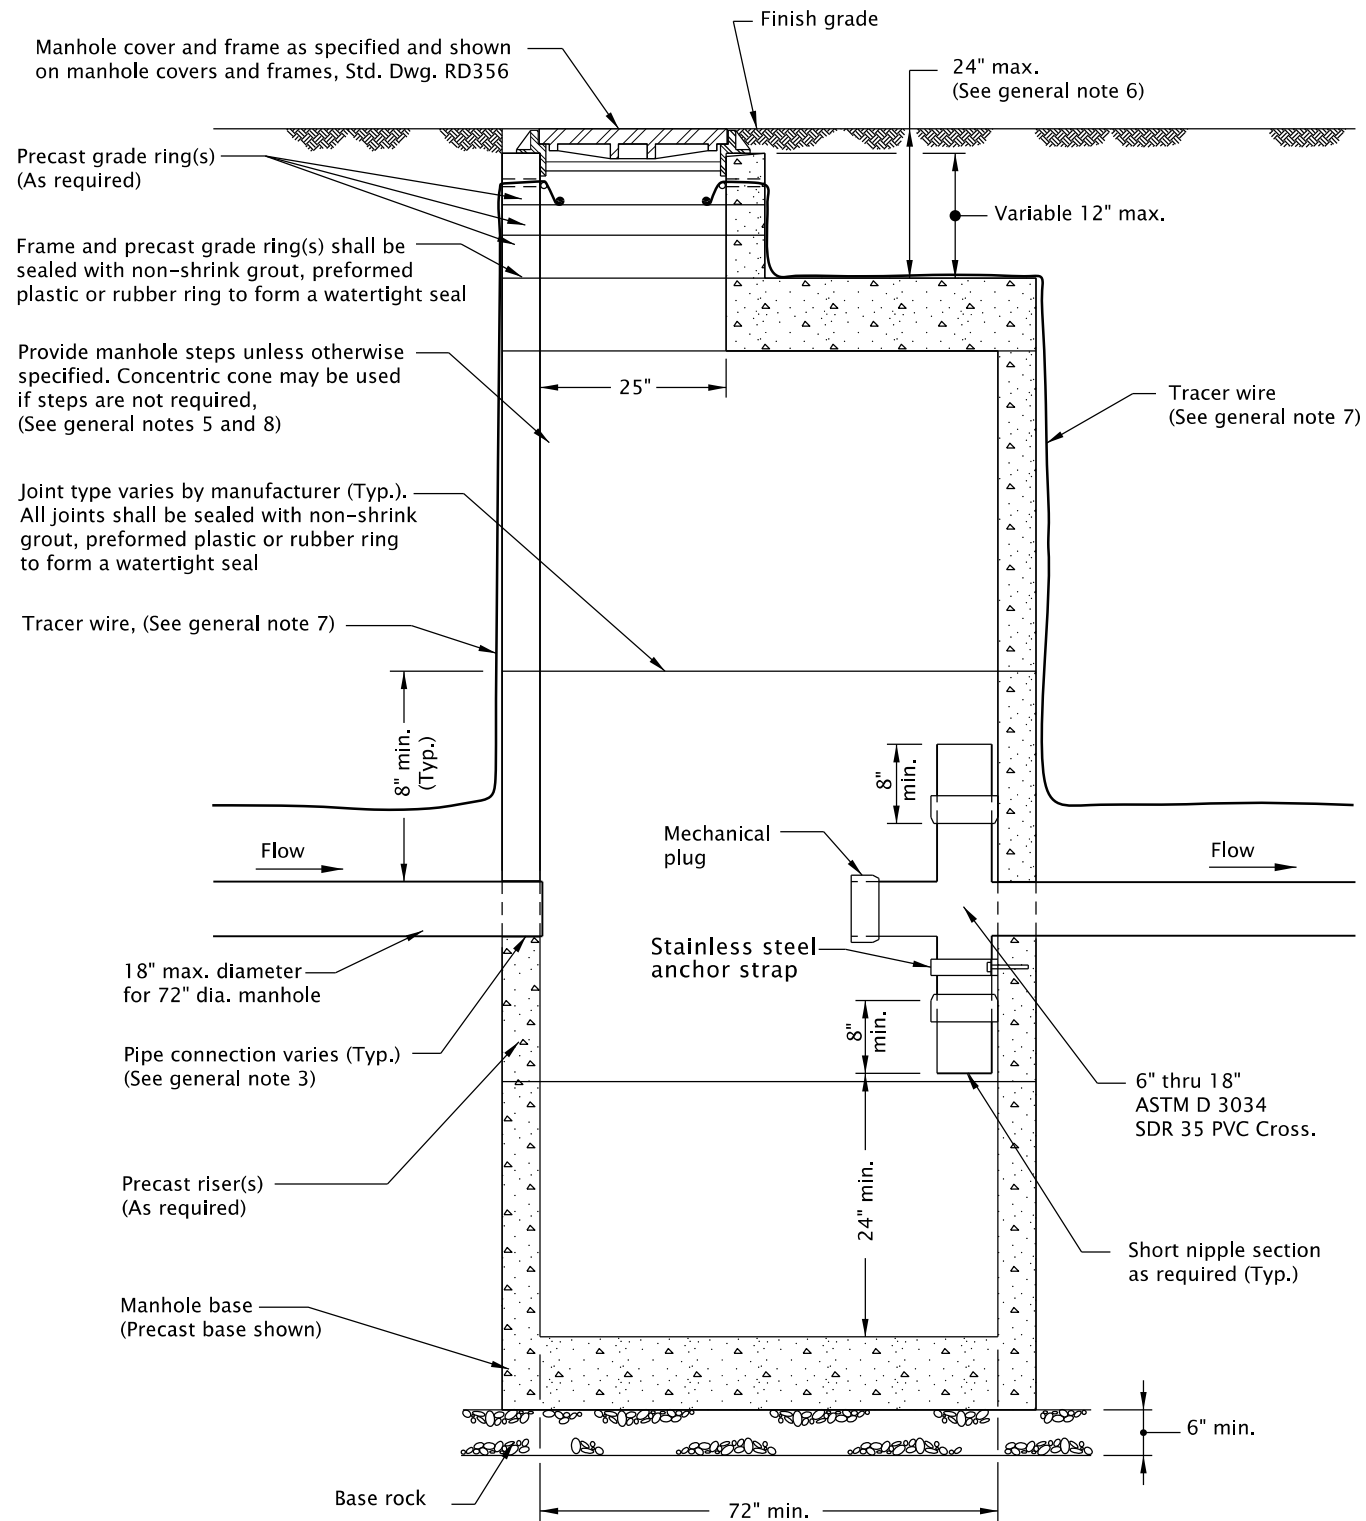 Finish grade
Manhole cover and frame as specified and shown
on manhole covers and frames, Std. Dwg. RD356
24" max.
(See general note 6)
Precast grade ring(s)
(As required)
Variable 12" max.
Frame and precast grade ring(s) shall be
sealed with non-shrink grout, preformed
plastic or rubber ring to form a watertight seal
Provide manhole steps unless otherwise
specified. Concentric cone may be used
if steps are not required,
(See general notes 5 and 8)
25"
Tracer wire
(See general note 7)
Joint type varies by manufacturer (Typ.).
All joints shall be sealed with non-shrink
grout, preformed plastic or rubber ring
to form a watertight seal
Tracer wire, (See general note 7)
8" min.
(Typ.)
8"
min.
Mechanical
plug
Flow
Flow
Stainless steel
anchor strap
18" max. diameter
for 72" dia. manhole
8"
min.
Pipe connection varies (Typ.)
(See general note 3)
6" thru 18"
ASTM D 3034
SDR 35 PVC Cross.
Precast riser(s)
(As required)
24" min.
Short nipple section
as required (Typ.)
Manhole base
(Precast base shown)
6" min.
Base rock
72" min.